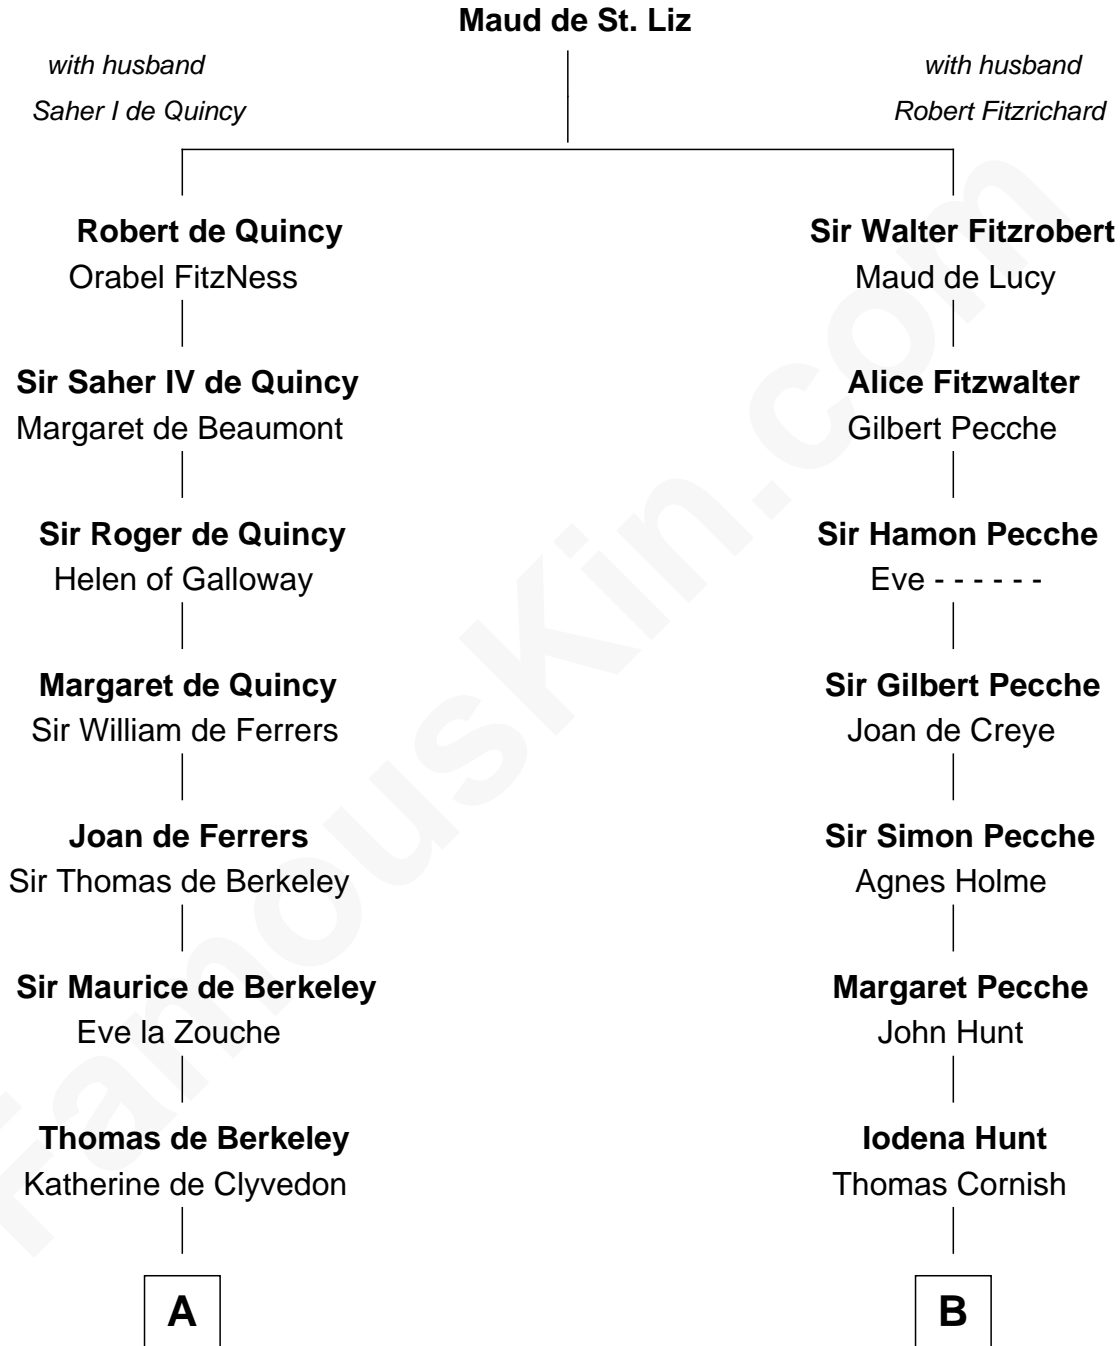 Maud de St. Liz
with husband
Saher I de Quincy
with husband
Robert Fitzrichard
Robert de Quincy
Orabel FitzNess
Sir Walter Fitzrobert
Maud de Lucy
Sir Saher IV de Quincy
Margaret de Beaumont
Alice Fitzwalter
Gilbert Pecche
Sir Roger de Quincy
Helen of Galloway
Sir Hamon Pecche
Eve - - - - - -
Margaret de Quincy
Sir William de Ferrers
Sir Gilbert Pecche
Joan de Creye
Joan de Ferrers
Sir Thomas de Berkeley
Sir Simon Pecche
Agnes Holme
Sir Maurice de Berkeley
Eve la Zouche
Margaret Pecche
John Hunt
Thomas de Berkeley
Katherine de Clyvedon
Iodena Hunt
Thomas Cornish
A
B
FamousKin.com